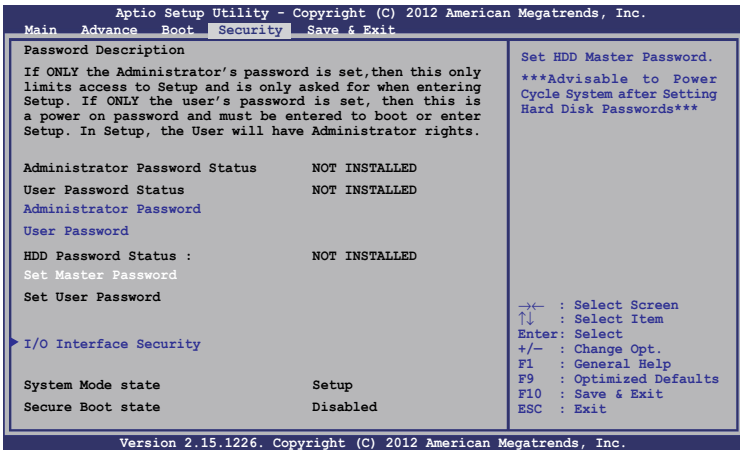 Aptio Setup Utility - Copyright (C) 2012 American Megatrends, Inc.
Main Advance Boot Security Save & Exit
Password Description
If ONLY the Administrator's password is set,then this only
limits access to Setup and is only asked for when entering
Setup. If ONLY the user's password is set, then this is
a power on password and must be entered to boot or enter
Setup. In Setup, the User will have Administrator rights.
Administrator Password Status NOT INSTALLED
User Password Status NOT INSTALLED
Administrator Password
User Password
HDD Password Status : NOT INSTALLED
Set Master Password
Set User Password
I/O Interface Security
System Mode state Setup
Secure Boot state Disabled
Set HDD Master Password.
***Advisable to Power
Cycle System after Setting
Hard Disk Passwords***
→← : Select Screen
↑↓ : Select Item
Enter: Select
+/— : Change Opt.
F1 : General Help
F9 : Optimized Defaults
F10 : Save & Exit
ESC : Exit
Version 2.15.1226. Copyright (C) 2012 American Megatrends, Inc.